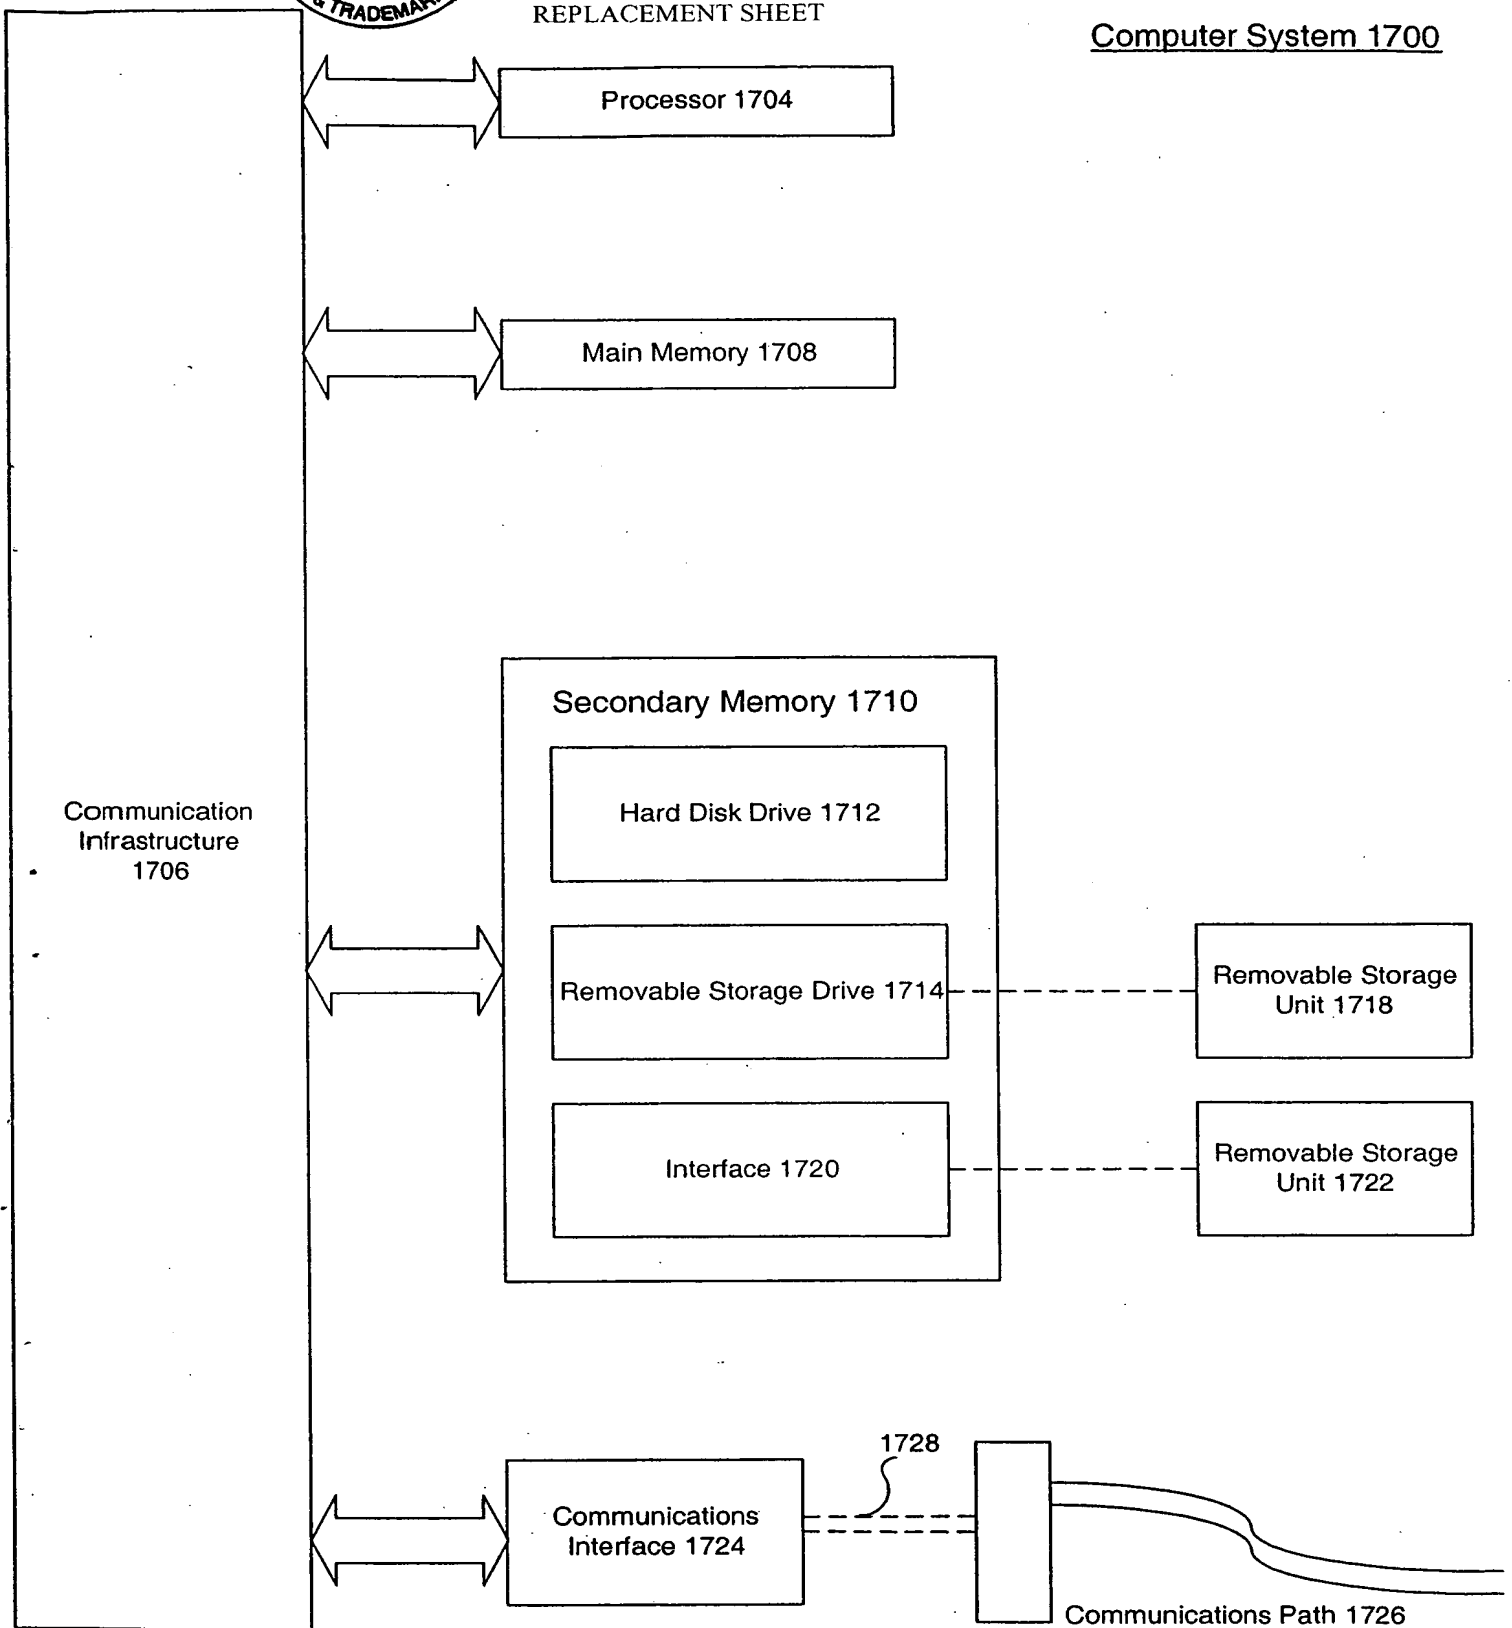 & TRADEMAR
REPLACEMENT SHEET
Computer System 1700
Processor 1704
Main Memory 1708
Secondary Memory 1710
Hard Disk Drive 1712
Communication
Infrastructure
1706
Removable Storage Drive 1714
Removable Storage
Unit 1718
Interface 1720
Removable Storage
Unit 1722
1728
Communications
Interface 1724
Communications Path 1726